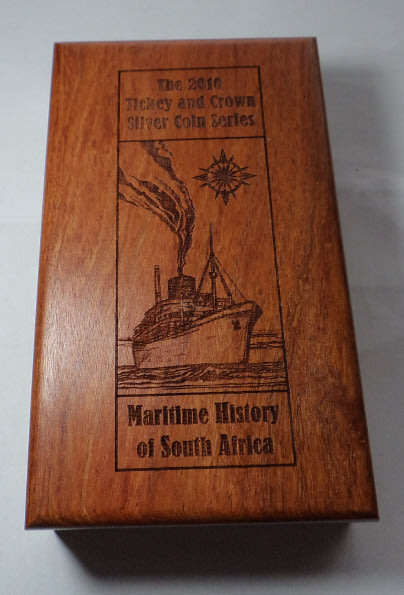 The 2010
Tickey and Crown
Silver Coin Series
Maritime History
of South Africa